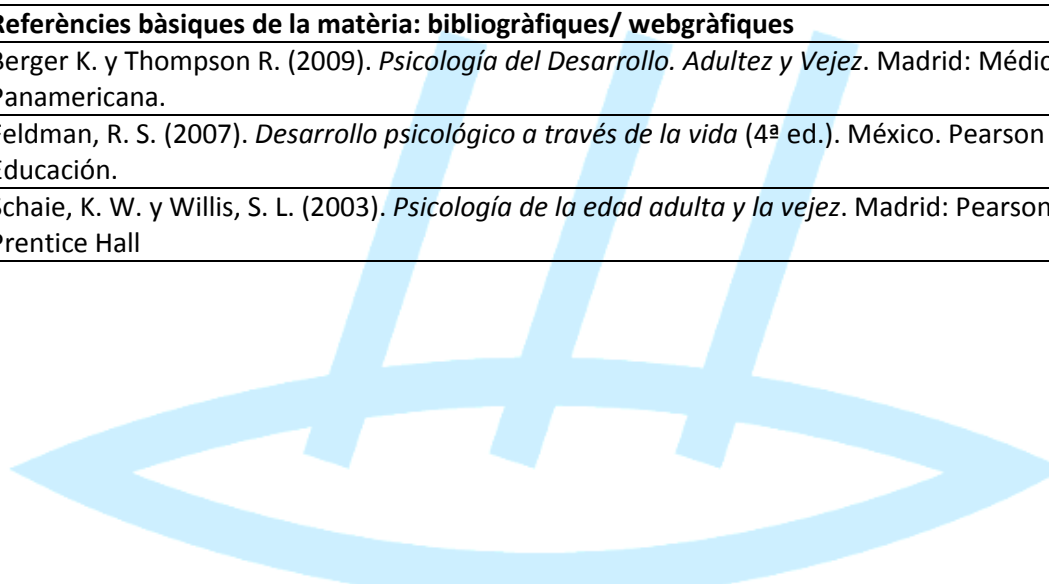 Referències bàsiques de la matèria: bibliogràfiques/ webgràfiques
Berger K. y Thompson R. (2009). Psicología del Desarrollo. Adultez y Vejez. Madrid: Médic
Panamericana.
Feldman, R. S. (2007). Desarrollo psicológico a través de la vida (4ª ed.). México. Pearson
Educación.
Schaie, K. W. y Willis, S. L. (2003). Psicología de la edad adulta y la vejez. Madrid: Pearson
Prentice Hall